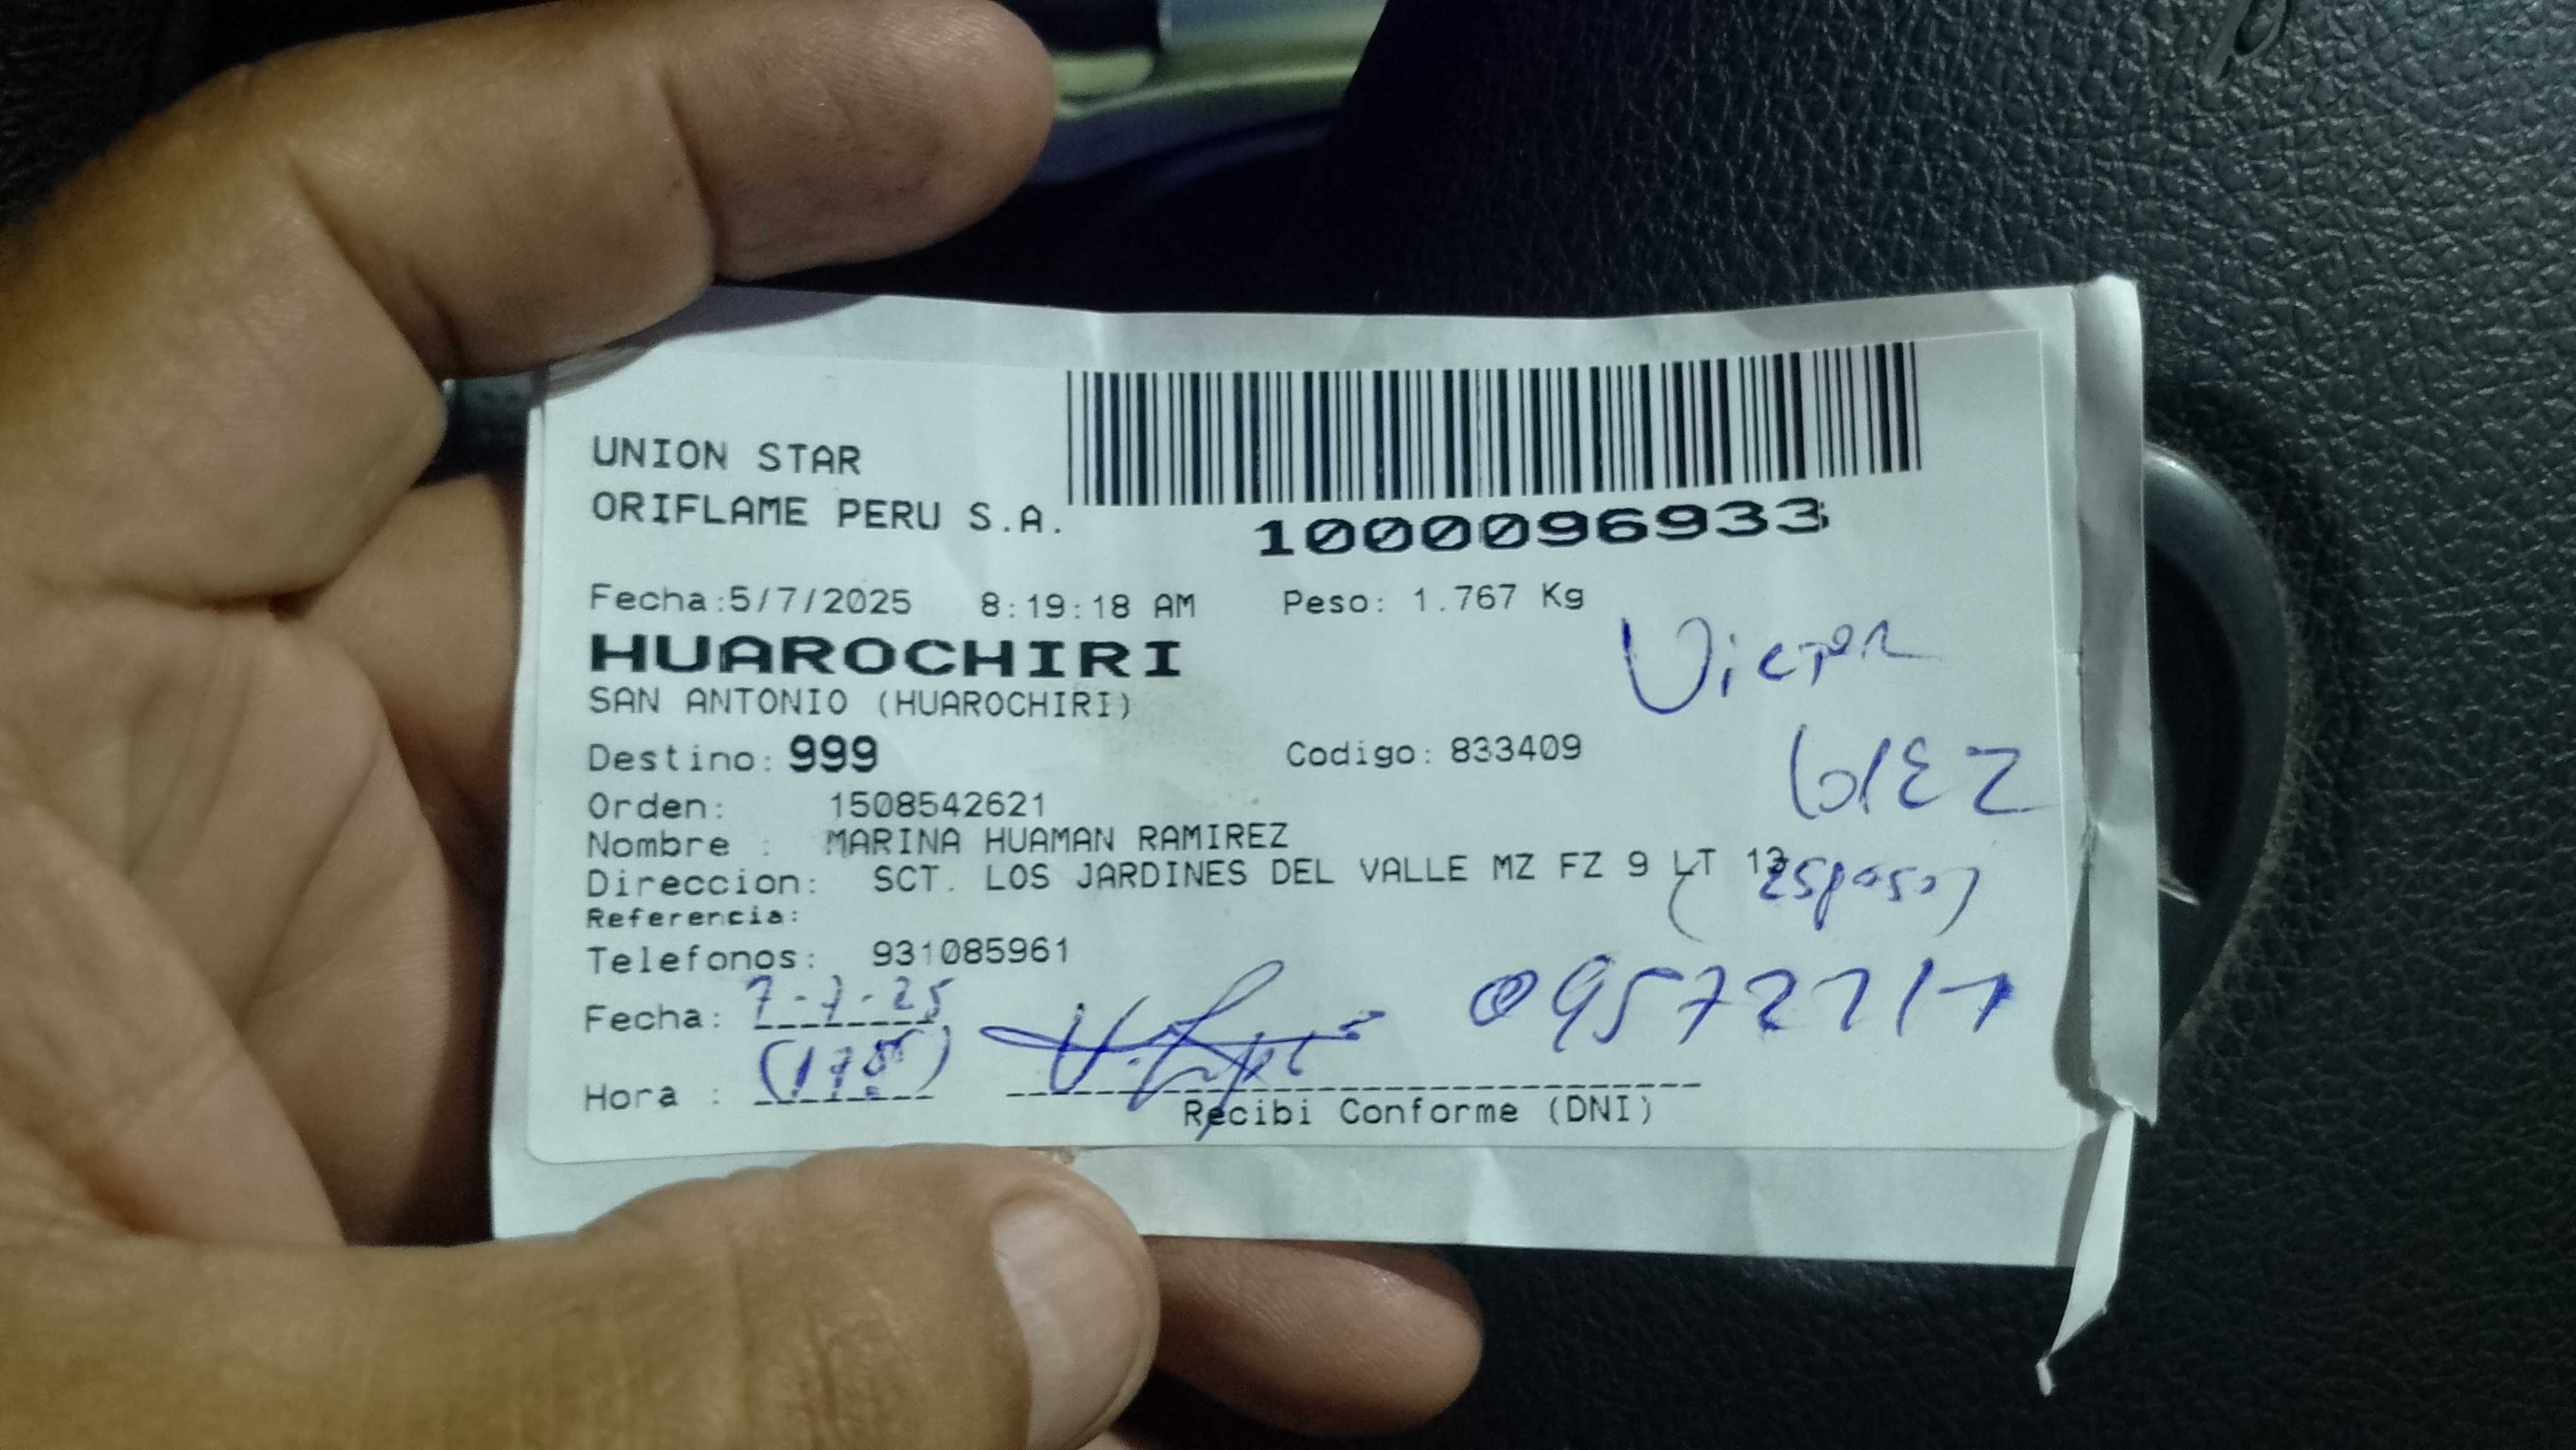 UNION STAR
ORIFLAME PERU S.A.
1000096933
Fecha:5/7/2025 8:19:18 AM Peso: 1.767 Kg
HUAROCHIRI
SAN ANTONIO (HUAROCHIRI)
Victor
Destino: 999 Codigo: 833409
Orden: 1508542621
Nombre : MARINA HUAMAN RAMIREZ
Direccion: SCT. LOS JARDINES DEL VALLE MZ FZ 9 LT
(Esposo)
Referencia:
Telefonos: 931085961
Fecha: 7-7-25
Hora :
Recibi Conforme (DNI)